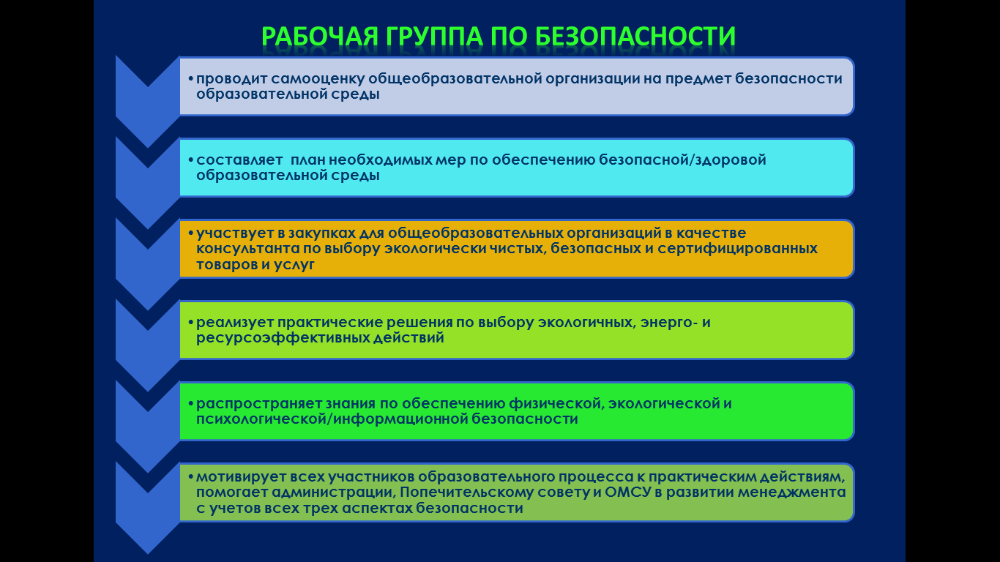 РАБОЧАЯ ГРУППА ПО БЕЗОПАСНОСТИ
•проводит самооценку общеобразовательной организации на предмет безопасности
образовательной среды
•составляет план необходимых мер по обеспечению безопасной/здоровой
образовательной среды
•участвует в закупках для общеобразовательных организаций в качестве
консультанта по выбору экологически чистых, безопасных и сертифицированных
товаров и услуг
•реализует практические решения по выбору экологичных, энерго- и
ресурсоэффективных действий
•распространяет знания по обеспечению физической, экологической и
психологической/информационной безопасности
•мотивирует всех участников образовательного процесса к практическим действиям,
помогает администрации, Попечительскому совету и ОМСУ в развитии менеджмента
с учетов всех трех аспектах безопасности